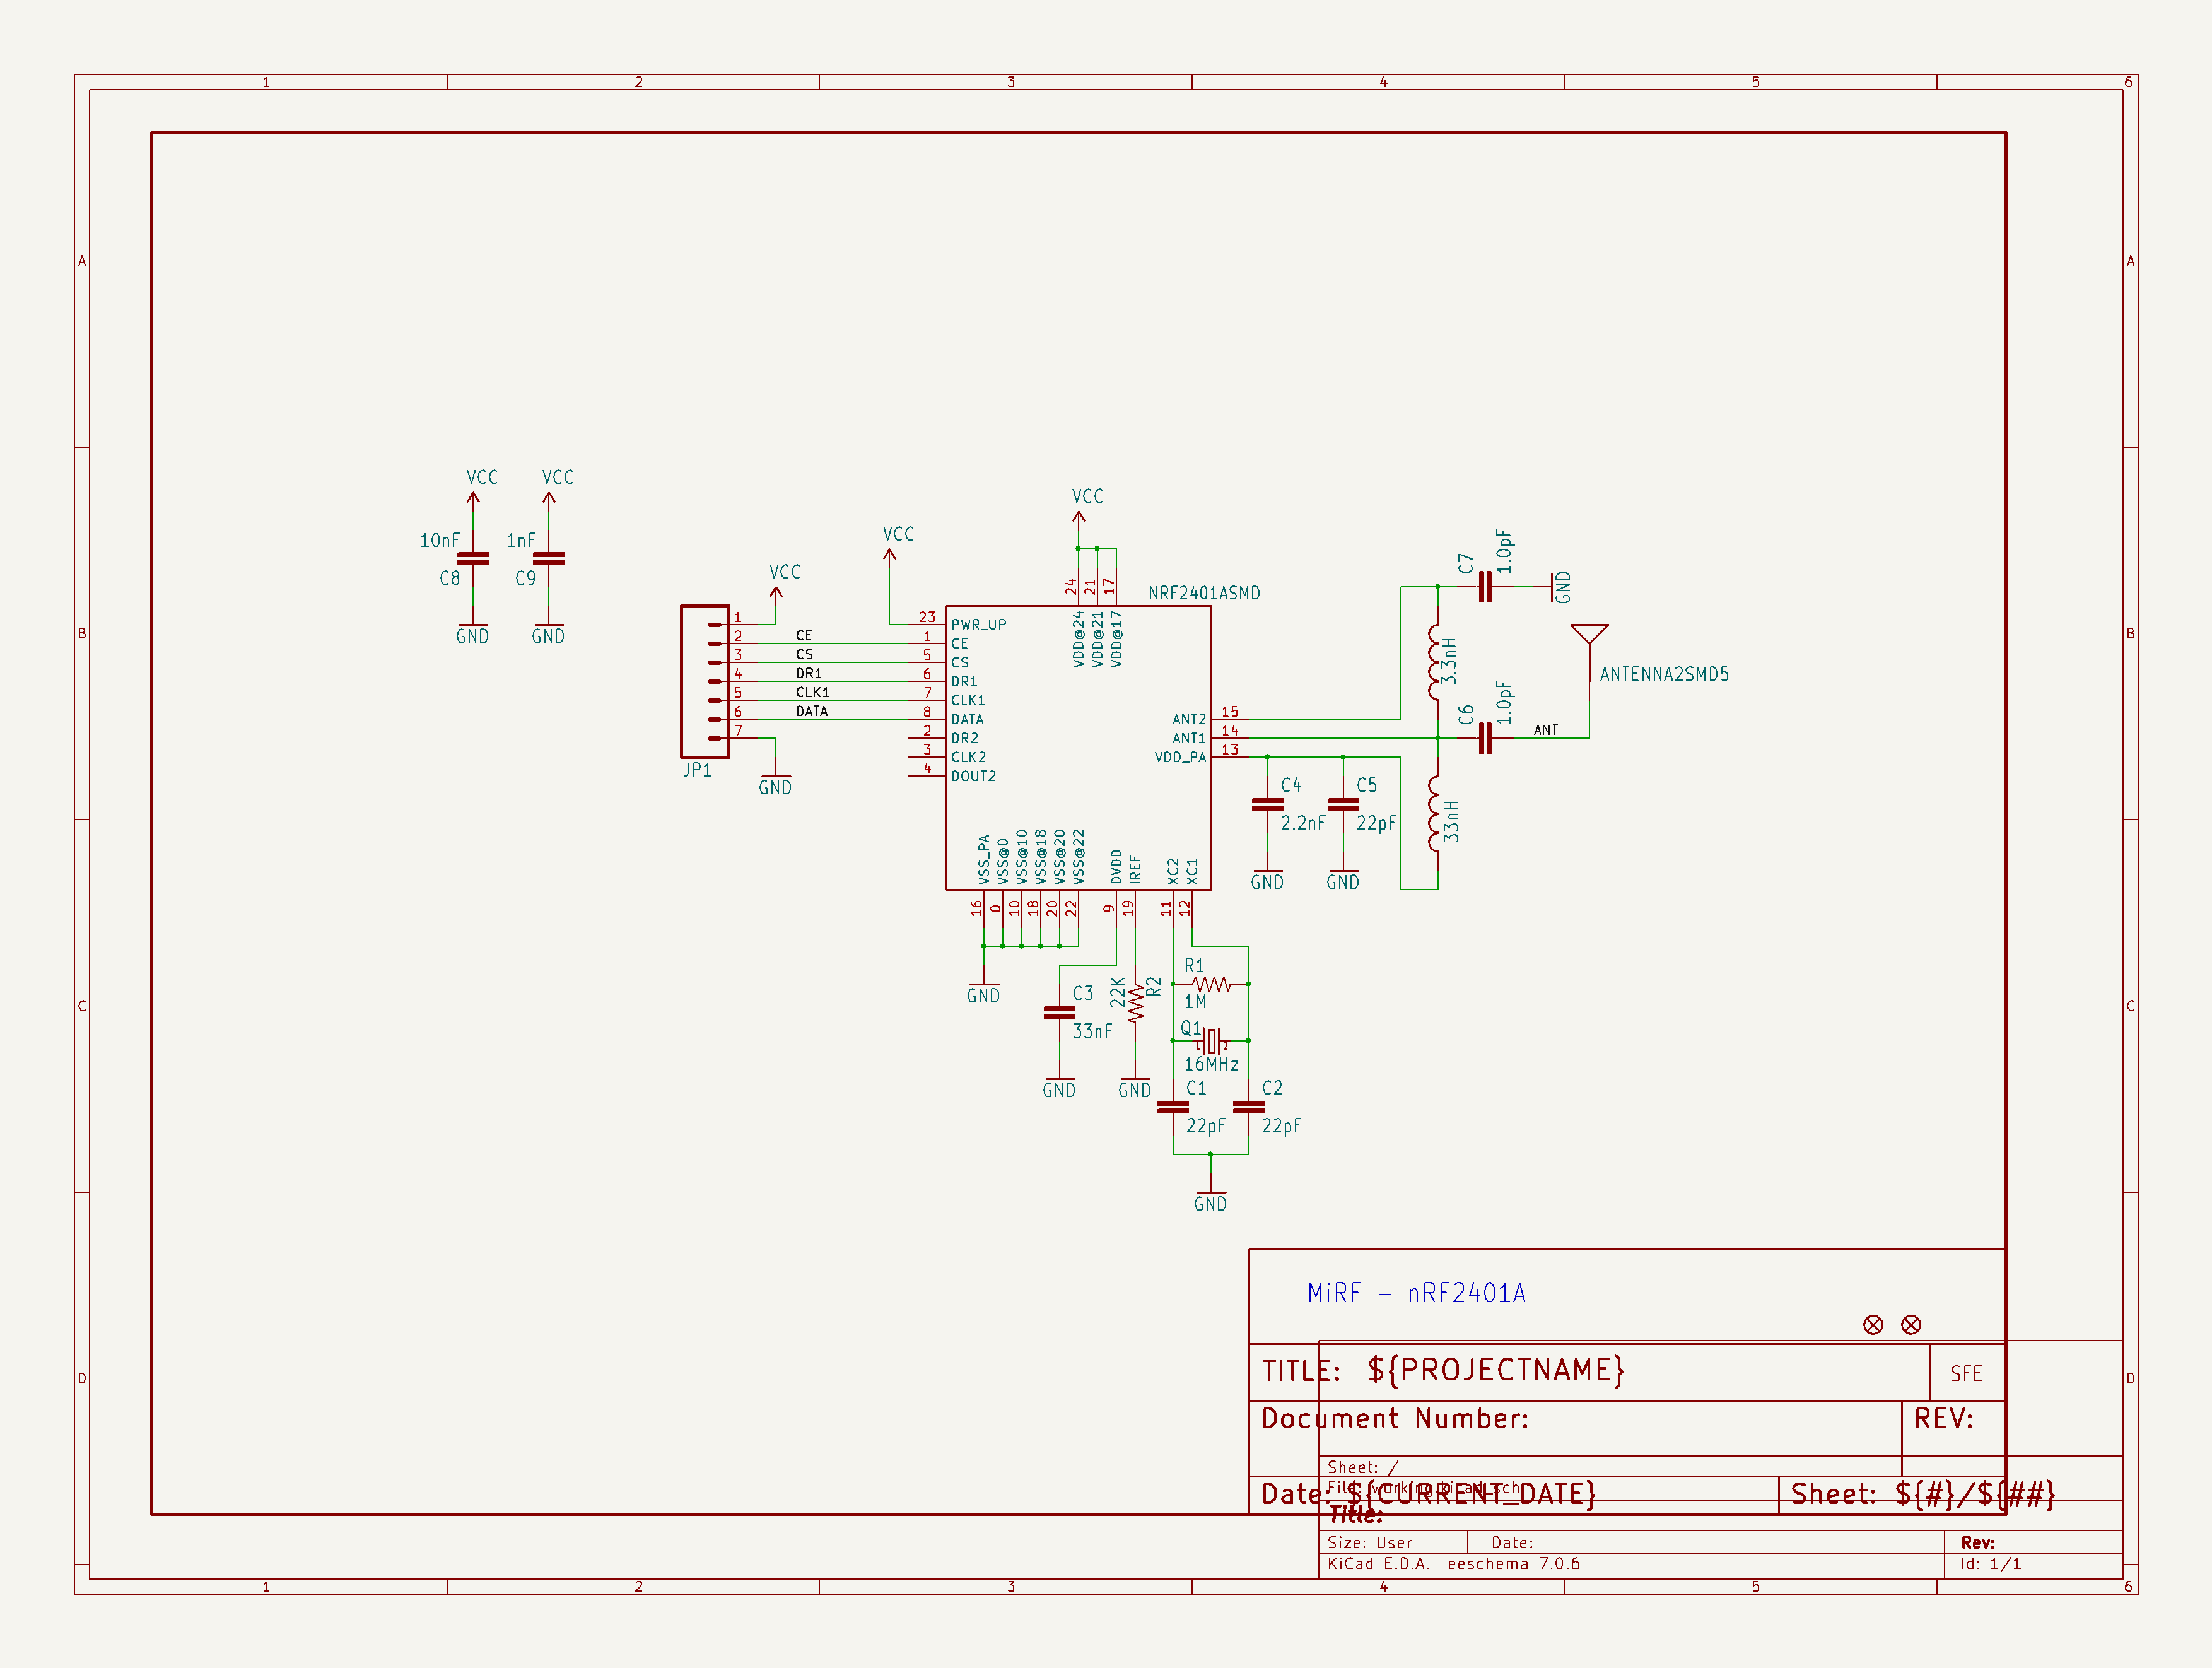 1 2 3 4 5 6
A A
B B
C C
D D
VCC VCC
10nF 1nF
C8 C9
GND GND
VCC
VCC
VCC
JP1
1
2 CE
3 CS
4 DR1
5 CLK1
6 DATA
7
GND
NRF2401ASMD
24 21 17
VDD@24 VDD@21 VDD@17
23 PWR_UP
1 CE
5 CS
6 DR1
7 CLK1
8 DATA
2 DR2
3 CLK2
4 DOUT2
ANT2 15
ANT1 14
VDD_PA 13
VSS_PA VSS@0 VSS@10 VSS@18 VSS@20 VSS@22 DVDD IREF XC2 XC1
16 0 10 18 20 22 9 19 11 12
C7 1.0pF
GND
3.3nH
C6 1.0pF
ANT
ANTENNA2SMD5
C4 C5
2.2nF 22pF
33nH
GND GND
GND
C3
33nF
GND
22K R2
GND
R1
1M
Q1
1 2
16MHz
C1 C2
22pF 22pF
GND
MiRF - nRF2401A
TITLE: ${PROJECTNAME}
SFE
Document Number:
REV:
Sheet: /
File: working.kicad_sch
Date: ${CURRENT_DATE}
Sheet: ${#}/${##}
Title:
Size: User Date: Rev:
KiCad E.D.A. eeschema 7.0.6 Id: 1/1
1 2 3 4 5 6